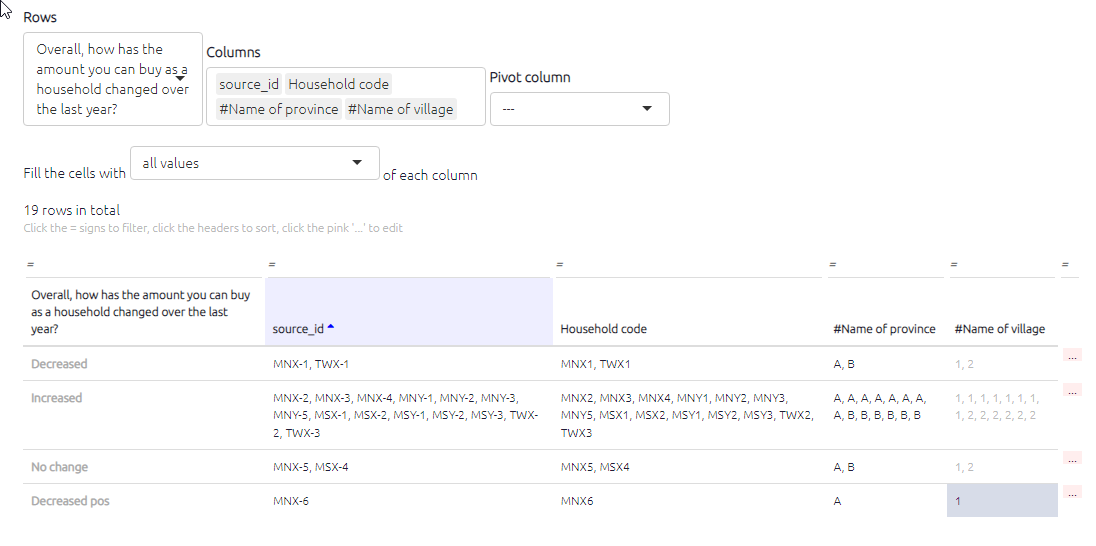 Rows
Overall, how has the
amount you can buy as a
household changed over
the last year?
Columns
source_id Household code
#Name of province #Name of village
Pivot column
---
Fill the cells with all values of each column
19 rows in total
Click the = signs to filter, click the headers to sort, click the pink '...' to edit
= = = = = =
Overall, how has the amount you can buy
as a household changed over the last
year?
source_id Household code #Name of province #Name of village
Decreased MNX-1, TWX-1 MNX1, TWX1 A, B 1, 2 ...
Increased MNX-2, MNX-3, MNX-4, MNY-1, MNY-2, MNY-3, MNX2, MNX3, MNX4, MNY1, MNY2, MNY3, A, A, A, A, A, A, A, A, 1, 1, 1, 1, 1, 1, 1, ...
MNY-5, MSX-1, MSX-2, MSY-1, MSY-2, MSY-3, TWX- MNY5, MSX1, MSX2, MSY1, MSY2, MSY3, TWX2, A, B, B, B, B, B, B 1, 2, 2, 2, 2, 2, 2
2, TWX-3 TWX3
No change MNX-5, MSX-4 MNX5, MSX4 A, B 1, 2 ...
Decreased pos MNX-6 MNX6 A 1 ...